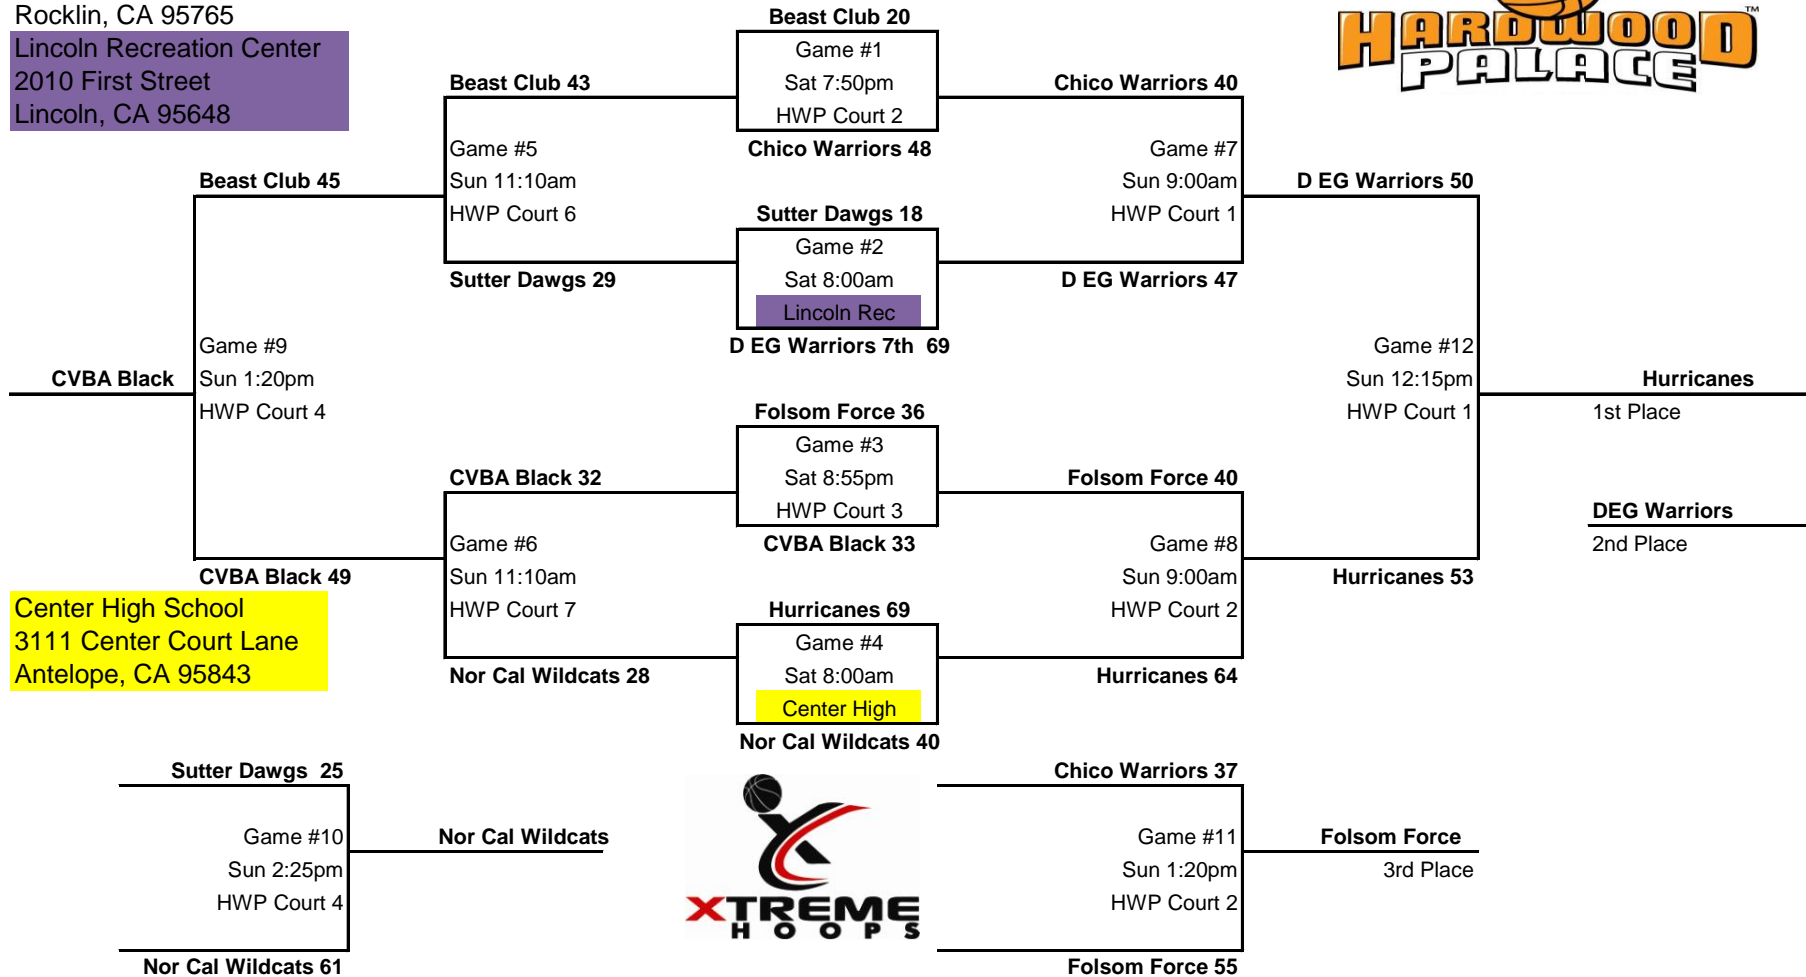 Rocklin, CA 95765
Lincoln Recreation Center
2010 First Street
Lincoln, CA 95648
HARDWOOD
PALACE
TM
Beast Club 20
Game #1
Sat 7:50pm
HWP Court 2
Chico Warriors 48
Beast Club 43
Game #5
Sun 11:10am
HWP Court 6
Sutter Dawgs 29
Chico Warriors 40
Game #7
Sun 9:00am
HWP Court 1
D EG Warriors 47
Beast Club 45
Game #9
Sun 1:20pm
HWP Court 4
CVBA Black 49
CVBA Black
Sutter Dawgs 18
Game #2
Sat 8:00am
Lincoln Rec
D EG Warriors 7th  69
D EG Warriors 50
Game #12
Sun 12:15pm
HWP Court 1
Hurricanes 53
Hurricanes
1st Place
DEG Warriors
2nd Place
Folsom Force 36
Game #3
Sat 8:55pm
HWP Court 3
CVBA Black 33
CVBA Black 32
Game #6
Sun 11:10am
HWP Court 7
Nor Cal Wildcats 28
Folsom Force 40
Game #8
Sun 9:00am
HWP Court 2
Hurricanes 64
Hurricanes 69
Game #4
Sat 8:00am
Center High
Nor Cal Wildcats 40
Center High School
3111 Center Court Lane
Antelope, CA 95843
Sutter Dawgs  25
Game #10
Sun 2:25pm
HWP Court 4
Nor Cal Wildcats 61
Nor Cal Wildcats
XTREME
HOOPS
Chico Warriors 37
Game #11
Sun 1:20pm
HWP Court 2
Folsom Force 55
Folsom Force
3rd Place